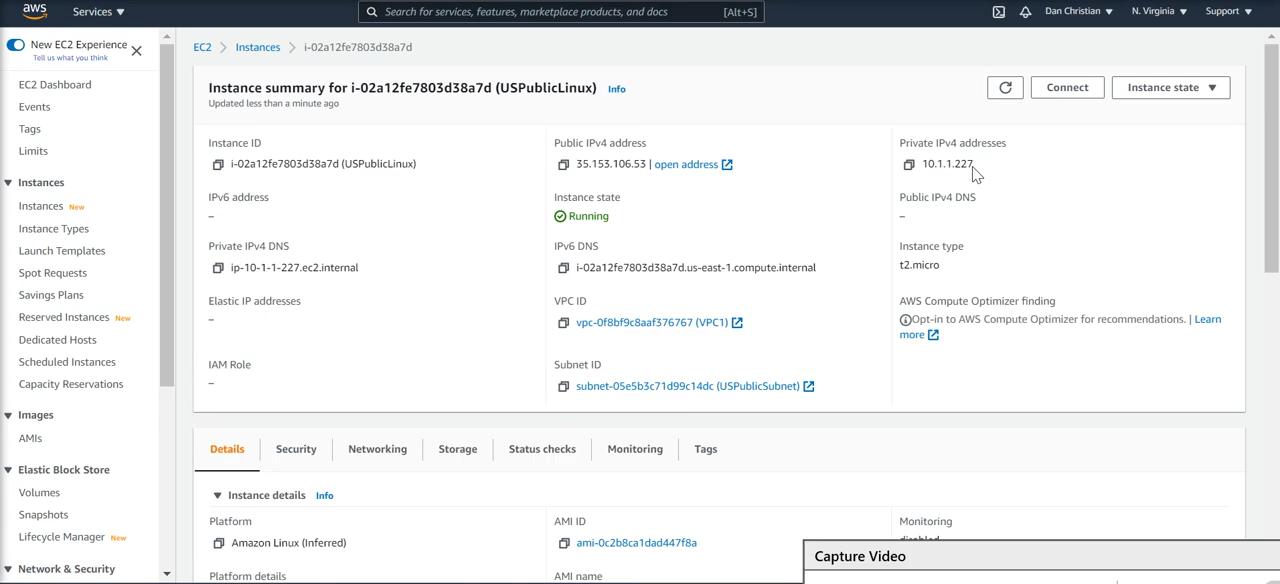 aws Services ▼ Search for services, features, marketplace products, and docs [Alt+S] Dan Christian ▼ N. Virginia ▼ Support ▼
New EC2 Experience
Tell us what you think
EC2 Dashboard
Events
Tags
Limits
Instances
Instances New
Instance Types
Launch Templates
Spot Requests
Savings Plans
Reserved Instances New
Dedicated Hosts
Scheduled Instances
Capacity Reservations
Images
AMIs
Elastic Block Store
Volumes
Snapshots
Lifecycle Manager New
Network & Security
EC2 > Instances > i-02a12fe7803d38a7d
Instance summary for i-02a12fe7803d38a7d (USPublicLinux) Info
Updated less than a minute ago
Connect
Instance state ▼
Instance ID
i-02a12fe7803d38a7d (USPublicLinux)
Public IPv4 address
35.153.106.53 | open address
Private IPv4 addresses
10.1.1.227
IPv6 address
–
Instance state
Running
Public IPv4 DNS
–
Private IPv4 DNS
ip-10-1-1-227.ec2.internal
IPv6 DNS
i-02a12fe7803d38a7d.us-east-1.compute.internal
Instance type
t2.micro
Elastic IP addresses
–
VPC ID
vpc-0f8bf9c8aaf376767 (VPC1)
AWS Compute Optimizer finding
Opt-in to AWS Compute Optimizer for recommendations. | Learn
more
IAM Role
–
Subnet ID
subnet-05e5b3c71d99c14dc (USPublicSubnet)
Details Security Networking Storage Status checks Monitoring Tags
Instance details Info
Platform
Amazon Linux (Inferred)
AMI ID
ami-0c2b8ca1dad447f8a
Monitoring
disabled
Platform details
AMI name
Capture Video